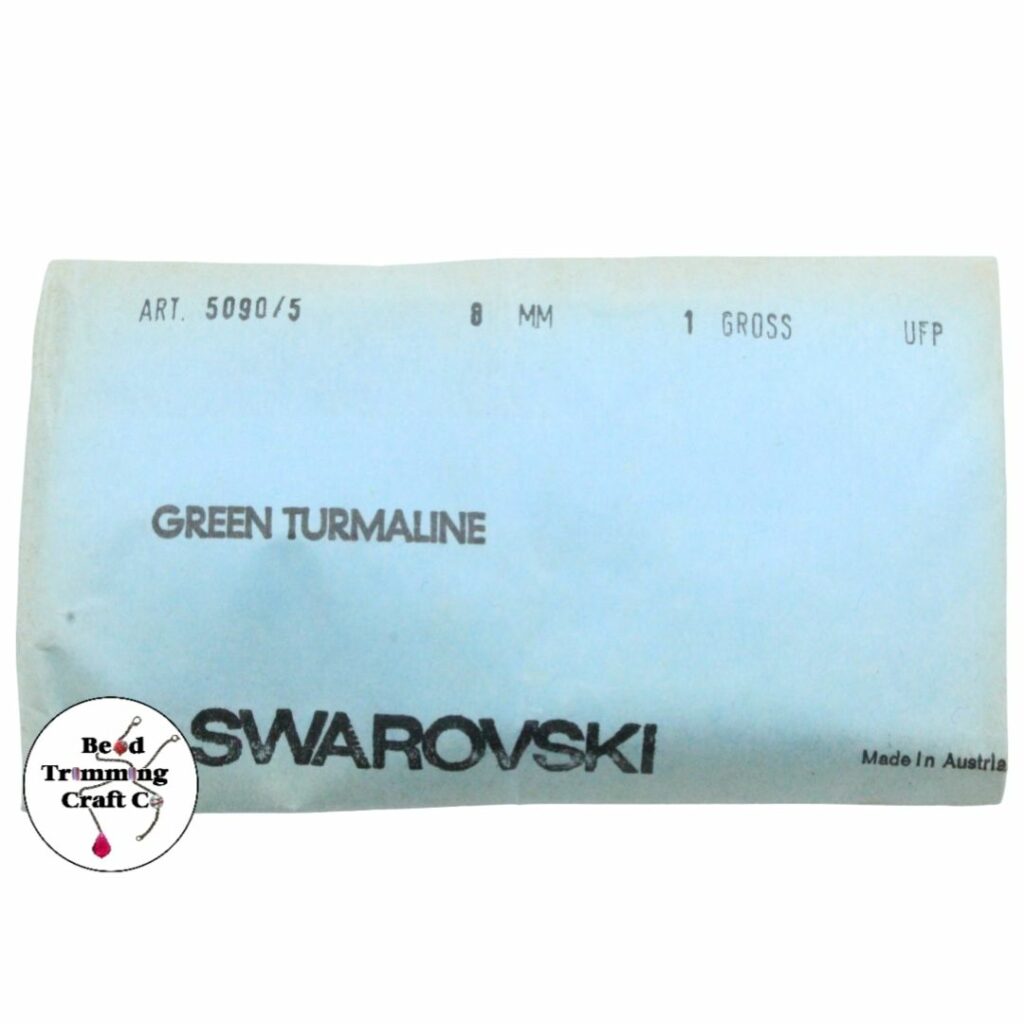 ART. 5090/5 8 MM 1 GROSS UFP
GREEN TURMALINE
SWAROVSKI
Made In Austria
Bead
Trimming
Craft Co